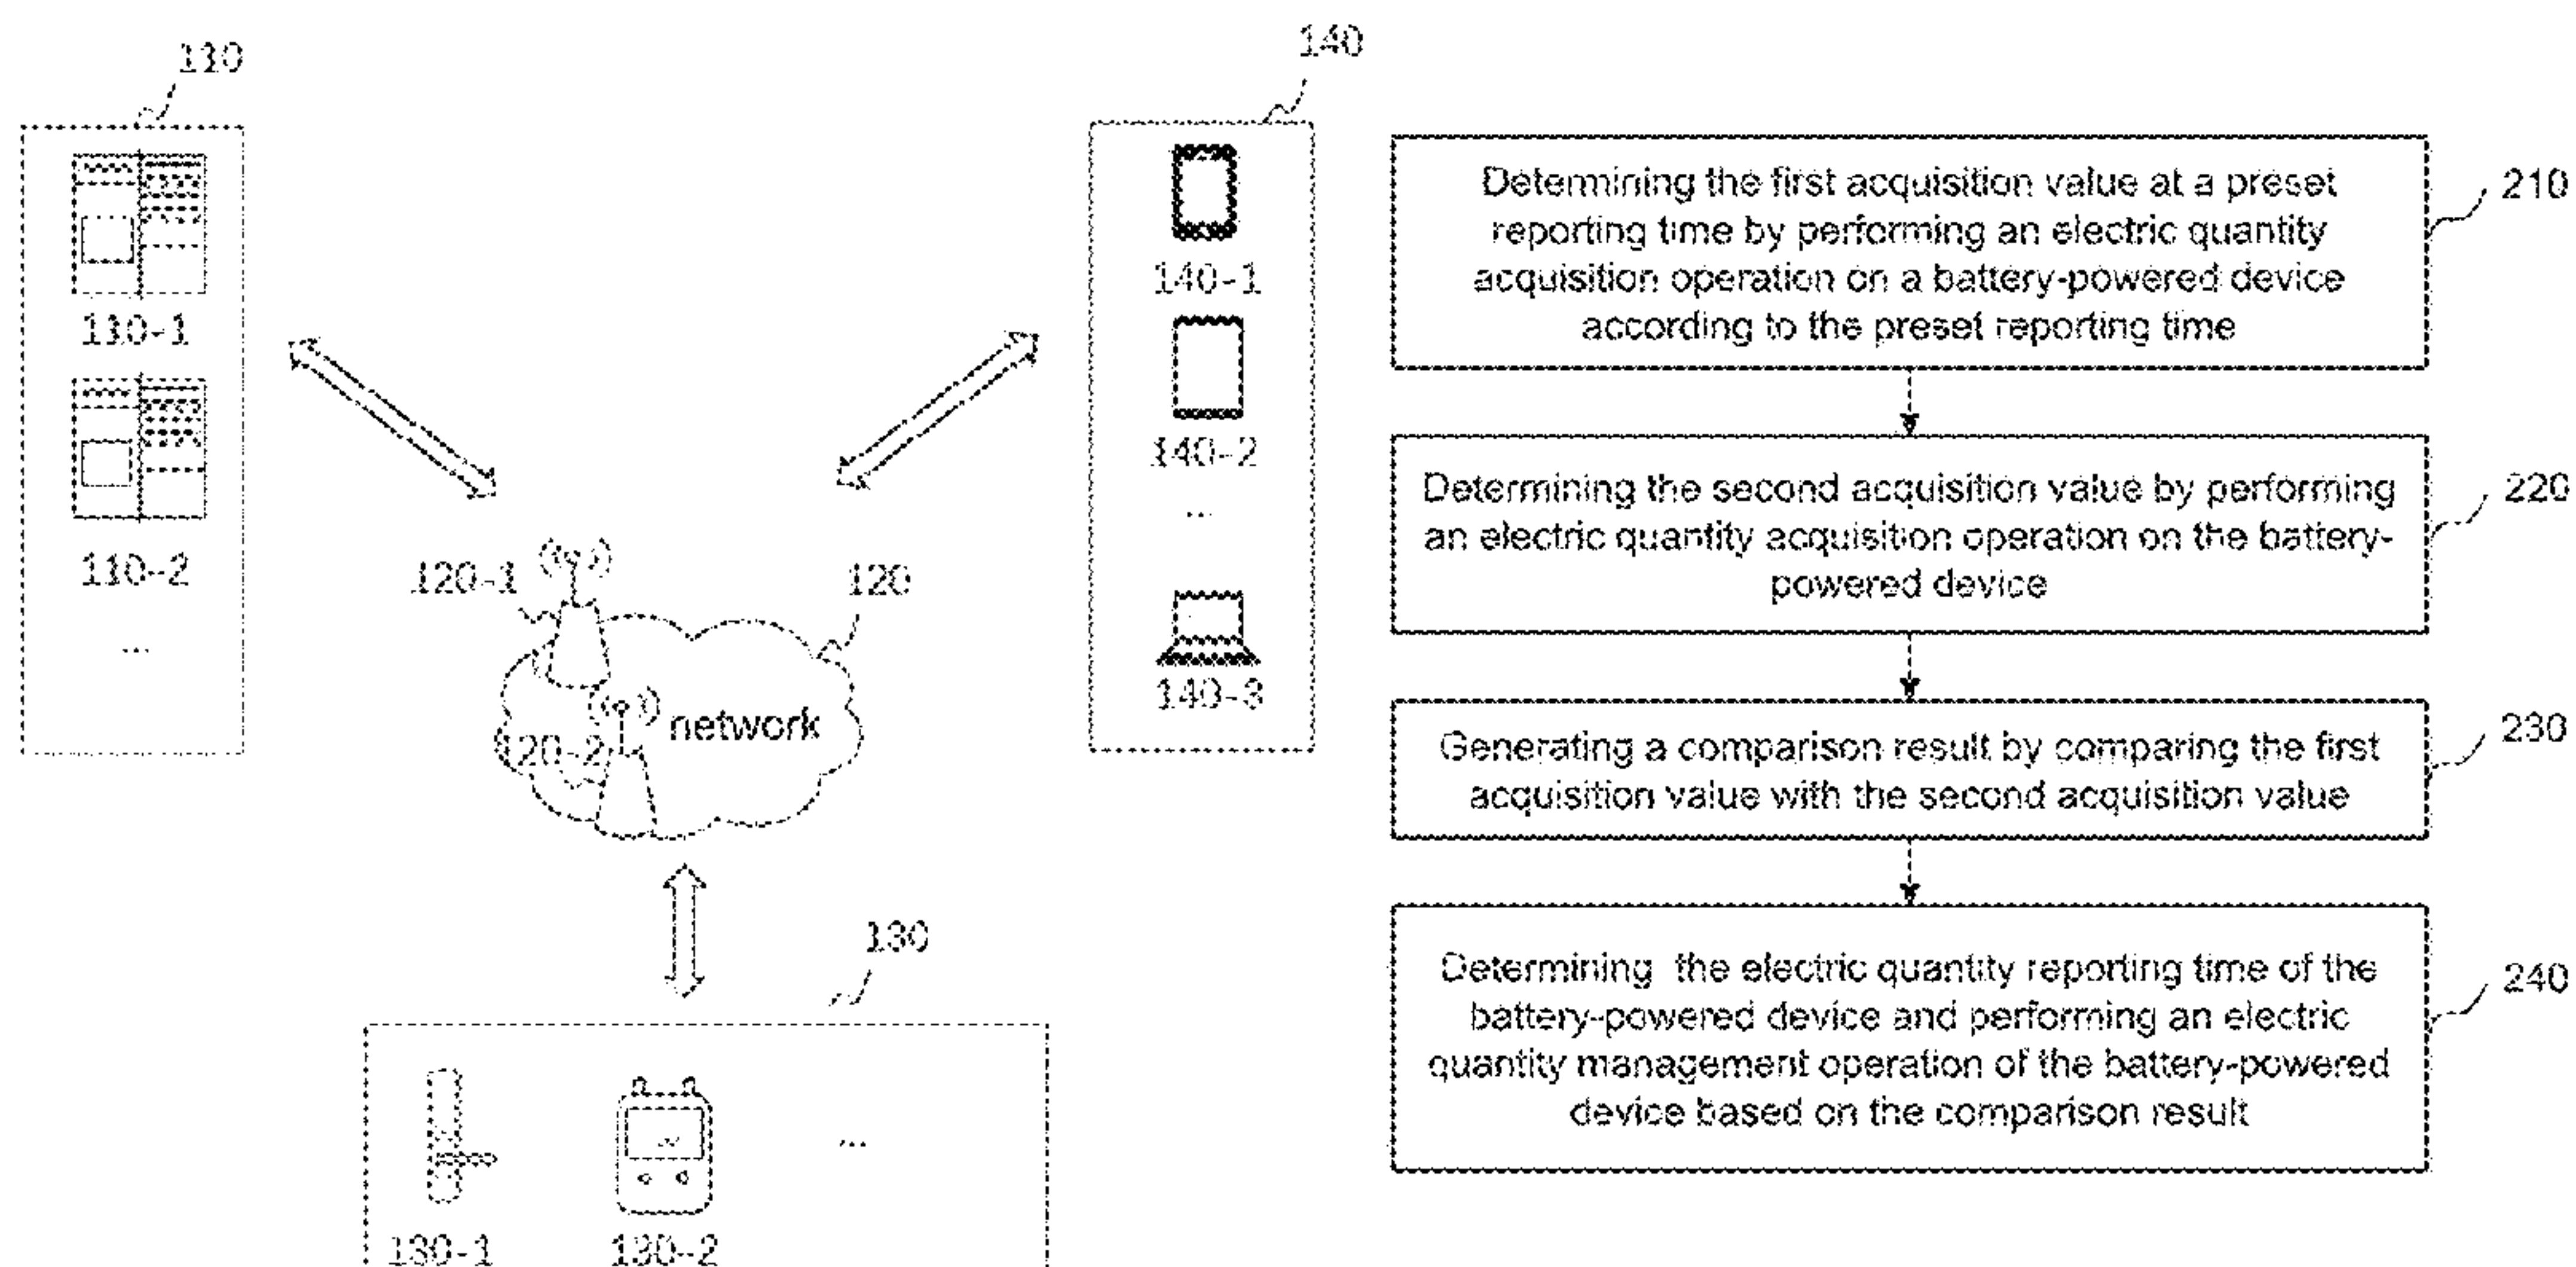 110
110-1
110-2
...
140
140-1
140-2
...
140-3
120-1
120
network
120-2
130
...
130-1
130-2
Determining the first acquisition value at a preset
reporting time by performing an electric quantity
acquisition operation on a battery-powered device
according to the preset reporting time
210
Determining the second acquisition value by performing
an electric quantity acquisition operation on the battery-
powered device
220
Generating a comparison result by comparing the first
acquisition value with the second acquisition value
230
Determining the electric quantity reporting time of the
battery-powered device and performing an electric
quantity management operation of the battery-powered
device based on the comparison result
240